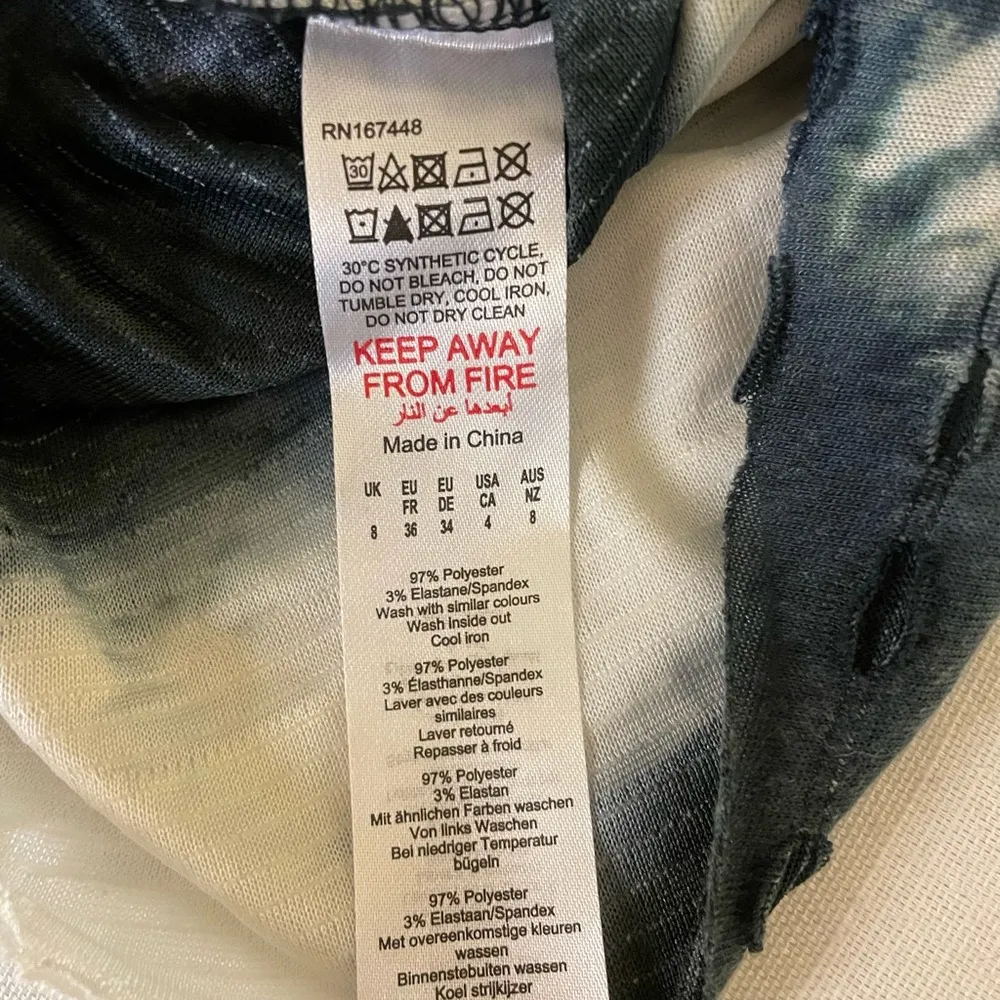 RN167448
30
30°C SYNTHETIC CYCLE,
DO NOT BLEACH, DO NOT
TUMBLE DRY, COOL IRON,
DO NOT DRY CLEAN
KEEP AWAY
FROM FIRE
أبعدها عن النار
Made in China
UK EU FR EU DE USA CA AUS NZ
8 36 34 4 8
97% Polyester
3% Elastane/Spandex
Wash with similar colours
Wash inside out
Cool iron
97% Polyester
3% Élasthanne/Spandex
Laver avec des couleurs
similaires
Laver retourné
Repasser à froid
97% Polyester
3% Elastan
Mit ähnlichen Farben waschen
Von links Waschen
Bei niedriger Temperatur
bügeln
97% Polyester
3% Elastaan/Spandex
Met overeenkomstige kleuren
wassen
Binnenstebuiten wassen
Koel strijkijzer